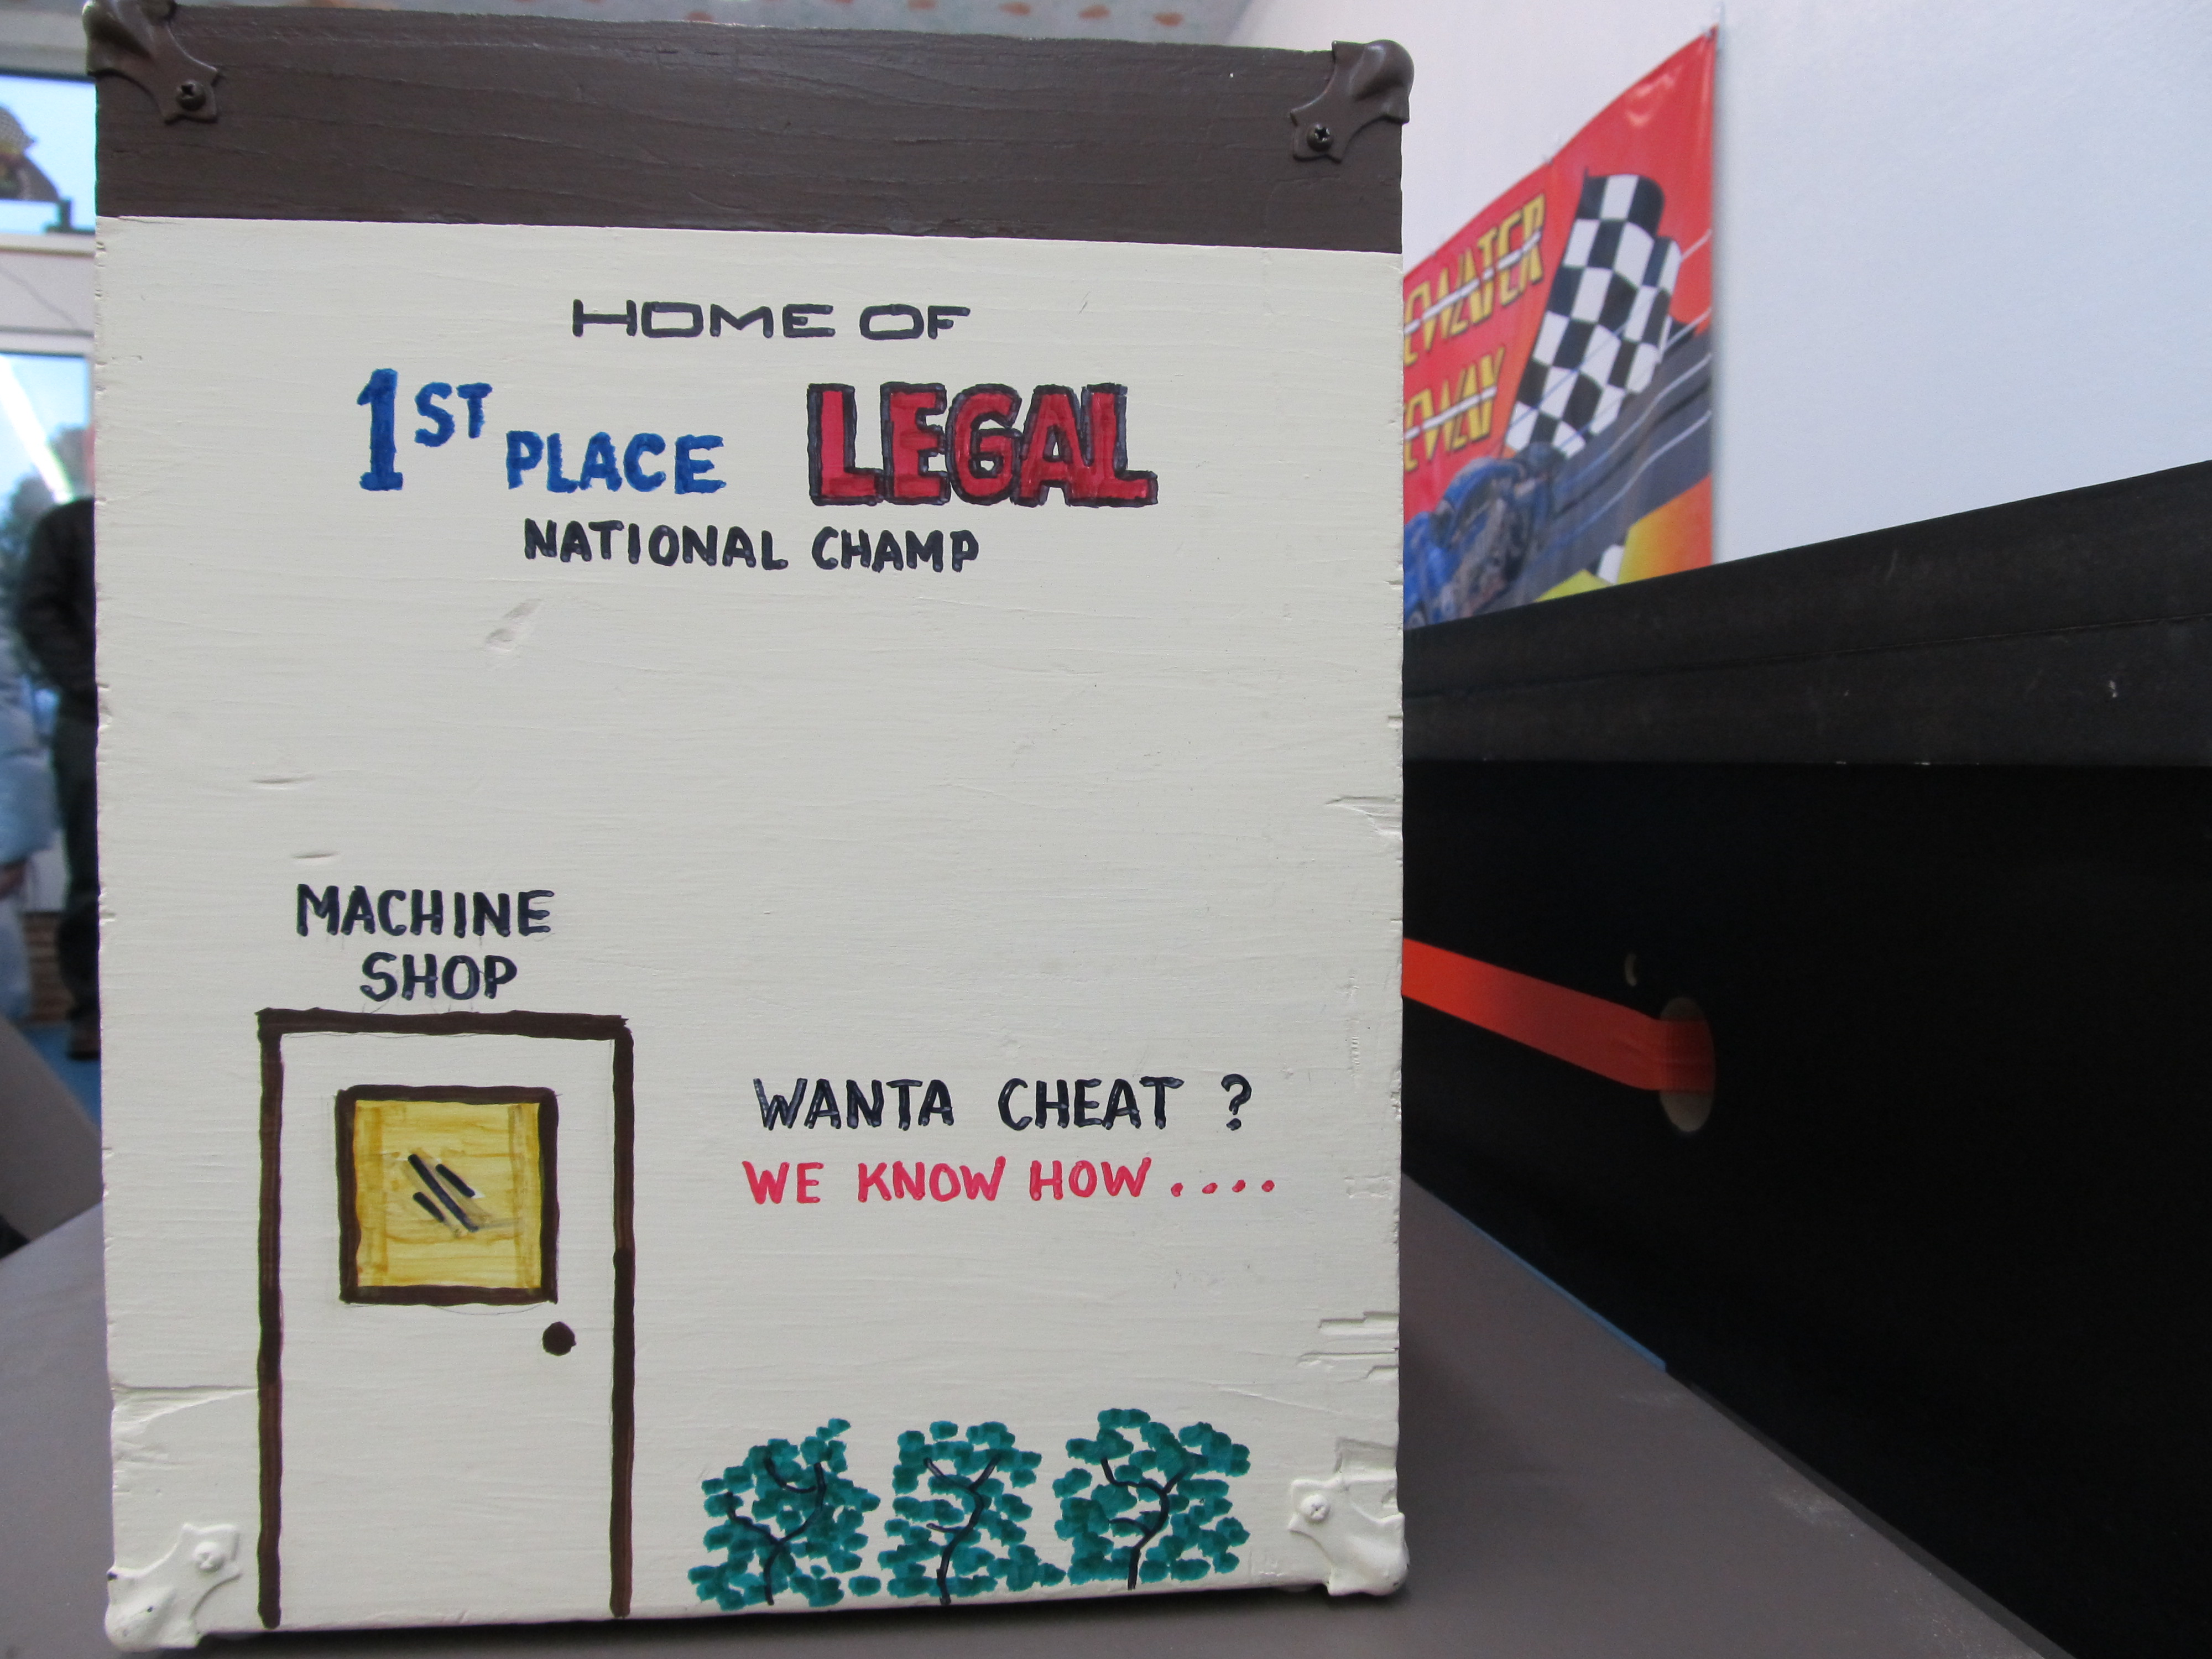 HOME OF
1ST PLACE LEGAL
NATIONAL CHAMP
MACHINE
SHOP
WANTA CHEAT ?
WE KNOW HOW....